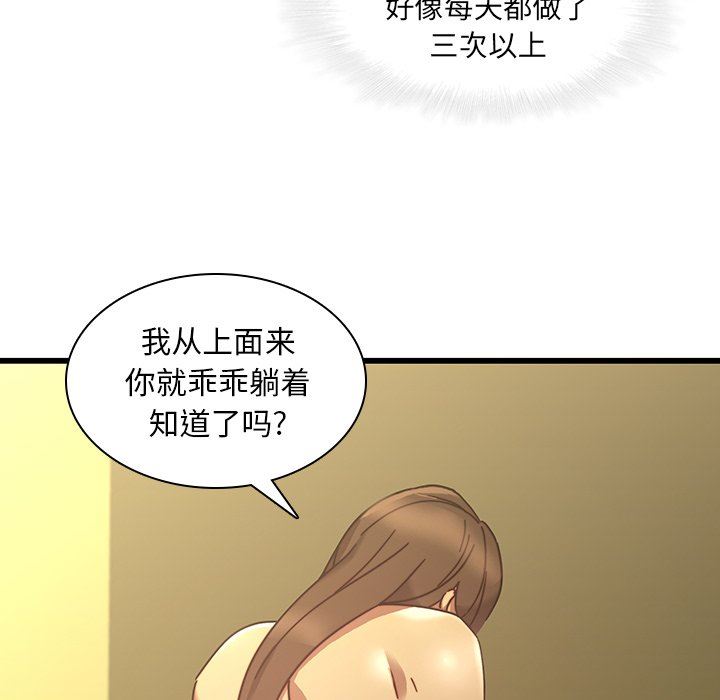 好像每天都做了
三次以上
我从上面来
你就乖乖躺着
知道了吗?